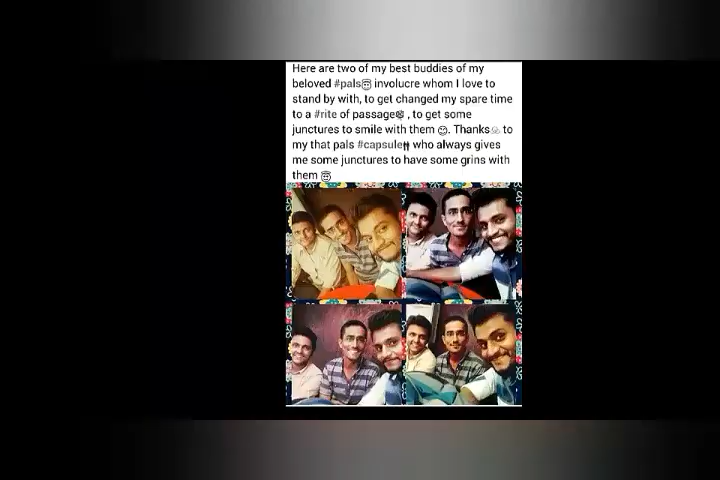 Here are two of my best buddies of my
beloved #pals😇 involucre whom I love to
stand by with, to get changed my spare time
to a #rite of passage , to get some
junctures to smile with them 😊. Thanks to
my that pals #capsule who always gives
me some junctures to have some grins with
them 😇